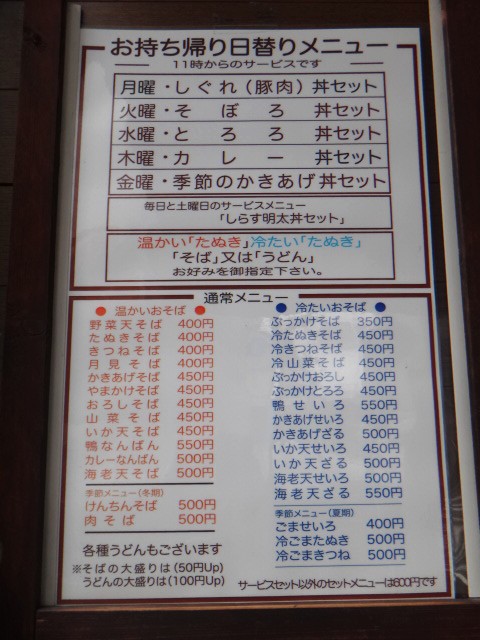 お持ち帰り日替りメニュー
11時からのサービスです
月曜・しぐれ（豚肉）丼セット
火曜・そぼろ丼セット
水曜・とろろ丼セット
木曜・カレー丼セット
金曜・季節のかきあげ丼セット
毎日と土曜日のサービスメニュー
「しらす明太丼セット」
温かい「たぬき」冷たい「たぬき」
「そば」又は「うどん」
お好みを御指定下さい。
通常メニュー
● 温かいおそば ●
野菜天そば 400円
たぬきそば 400円
きつねそば 400円
月見そば 400円
かきあげそば 450円
やまかけそば 450円
おろしそば 450円
山菜そば 450円
いか天そば 450円
鴨なんばん 550円
カレーなんばん 500円
海老天そば 500円
季節メニュー（冬期）
けんちんそば 500円
肉そば 500円
各種うどんもございます
※そばの大盛りは（50円Up）
うどんの大盛りは（100円Up）
● 冷たいおそば ●
ぶっかけそば 350円
冷たぬきそば 450円
冷きつねそば 450円
冷山菜そば 450円
ぶっかけおろし 450円
ぶっかけとろろ 450円
鴨せいろ 550円
かきあげせいろ 450円
かきあげざる 500円
いか天せいろ 450円
いか天ざる 500円
海老天せいろ 500円
海老天ざる 550円
季節メニュー（夏期）
ごませいろ 400円
冷ごまたぬき 500円
冷ごまきつね 500円
サービスセット以外のセットメニューは800円です